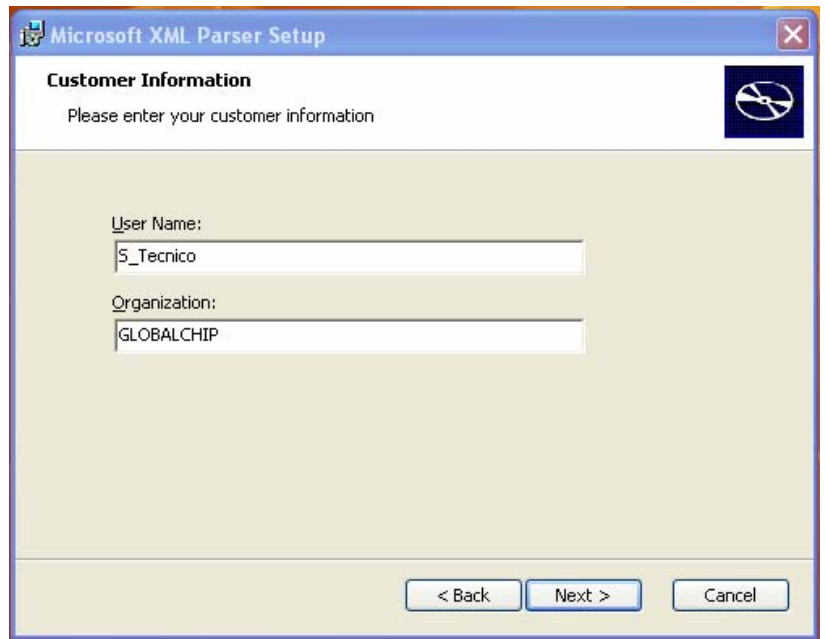 Microsoft XML Parser Setup
Customer Information
Please enter your customer information
User Name:
S_Tecnico
Organization:
GLOBALCHIP
< Back Next > Cancel